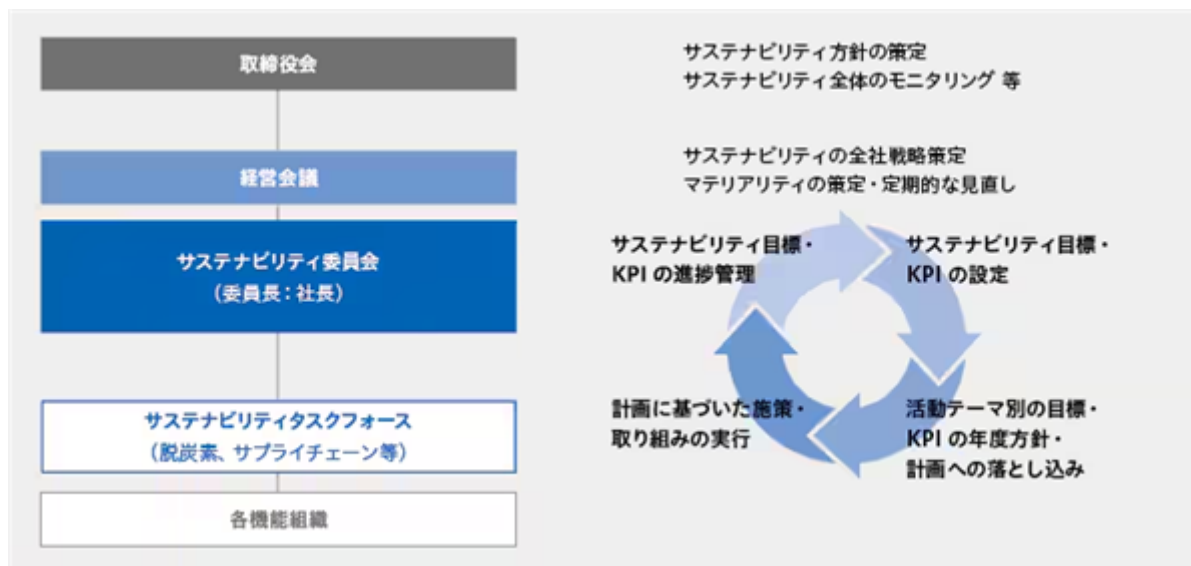 取締役会
サステナビリティ方針の策定
サステナビリティ全体のモニタリング 等
経営会議
サステナビリティの全社戦略策定
マテリアリティの策定・定期的な見直し
サステナビリティ委員会
(委員長:社長)
サステナビリティ目標・
KPI の進捗管理
サステナビリティ目標・
KPI の設定
サステナビリティタスクフォース
(脱炭素、サプライチェーン等)
計画に基づいた施策・
取り組みの実行
活動テーマ別の目標・
KPI の年度方針・
計画への落とし込み
各機能組織